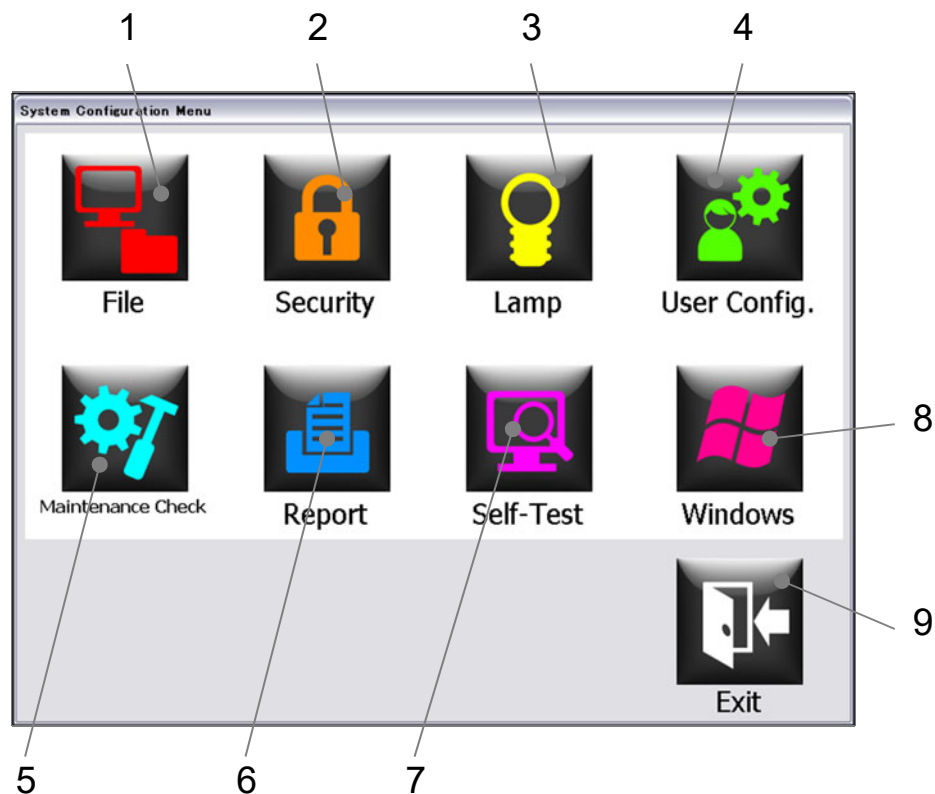 1 2 3 4
System Configuration Menu
File Security Lamp User Config.
8
Maintenance Check Report Self-Test Windows
9
Exit
5 6 7